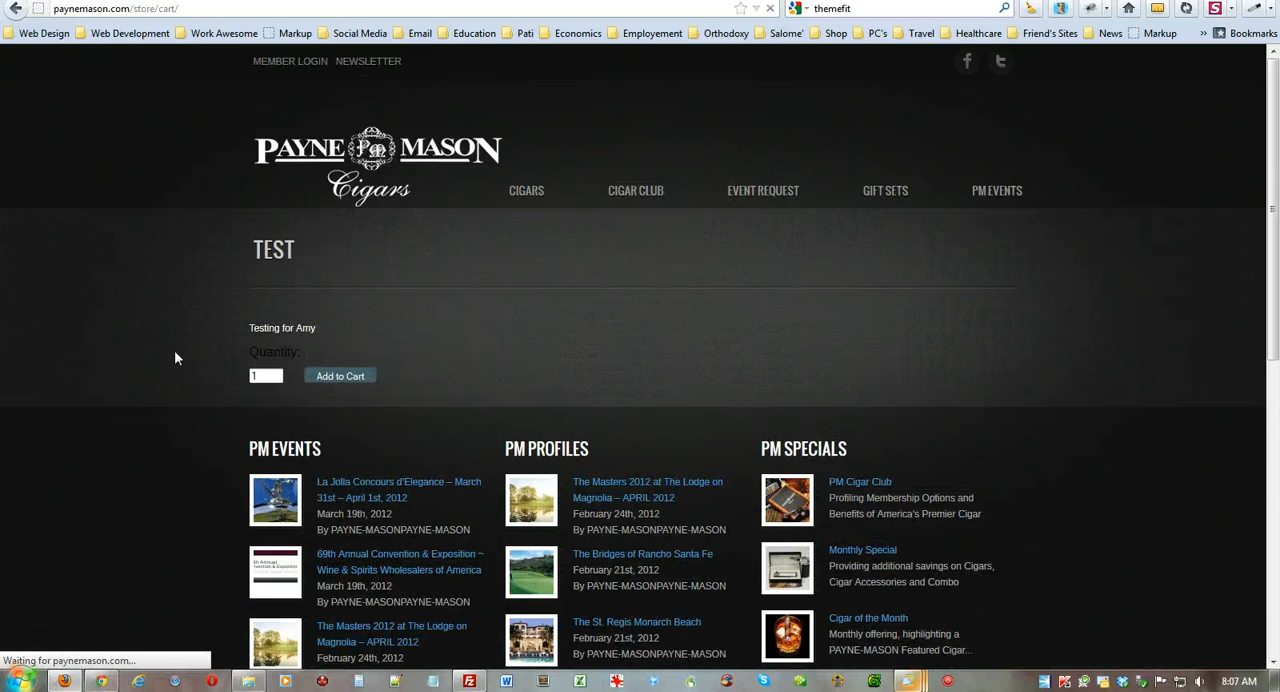 paynemason.com/store/cart/
themefit
Web Design Web Development Work Awesome Markup Social Media Email Education Pati Economics Employement Orthodoxy Salome' Shop PC's Travel Healthcare Friend's Sites News Markup » Bookmarks
MEMBER LOGIN NEWSLETTER
PAYNE PM MASON
Cigars
CIGARS CIGAR CLUB EVENT REQUEST GIFT SETS PM EVENTS
TEST
Testing for Amy
Quantity:
1 Add to Cart
PM EVENTS
La Jolla Concours d'Elegance – March
31st – April 1st, 2012
March 19th, 2012
By PAYNE-MASONPAYNE-MASON
69th Annual Convention & Exposition ~
Wine & Spirits Wholesalers of America
March 19th, 2012
By PAYNE-MASONPAYNE-MASON
The Masters 2012 at The Lodge on
Magnolia – APRIL 2012
February 24th, 2012
PM PROFILES
The Masters 2012 at The Lodge on
Magnolia – APRIL 2012
February 24th, 2012
By PAYNE-MASONPAYNE-MASON
The Bridges of Rancho Santa Fe
February 21st, 2012
By PAYNE-MASONPAYNE-MASON
The St. Regis Monarch Beach
February 21st, 2012
By PAYNE-MASONPAYNE-MASON
PM SPECIALS
PM Cigar Club
Profiling Membership Options and
Benefits of America's Premier Cigar
Monthly Special
Providing additional savings on Cigars,
Cigar Accessories and Combo
Cigar of the Month
Monthly offering, highlighting a
PAYNE-MASON Featured Cigar...
Waiting for paynemason.com...
8:07 AM